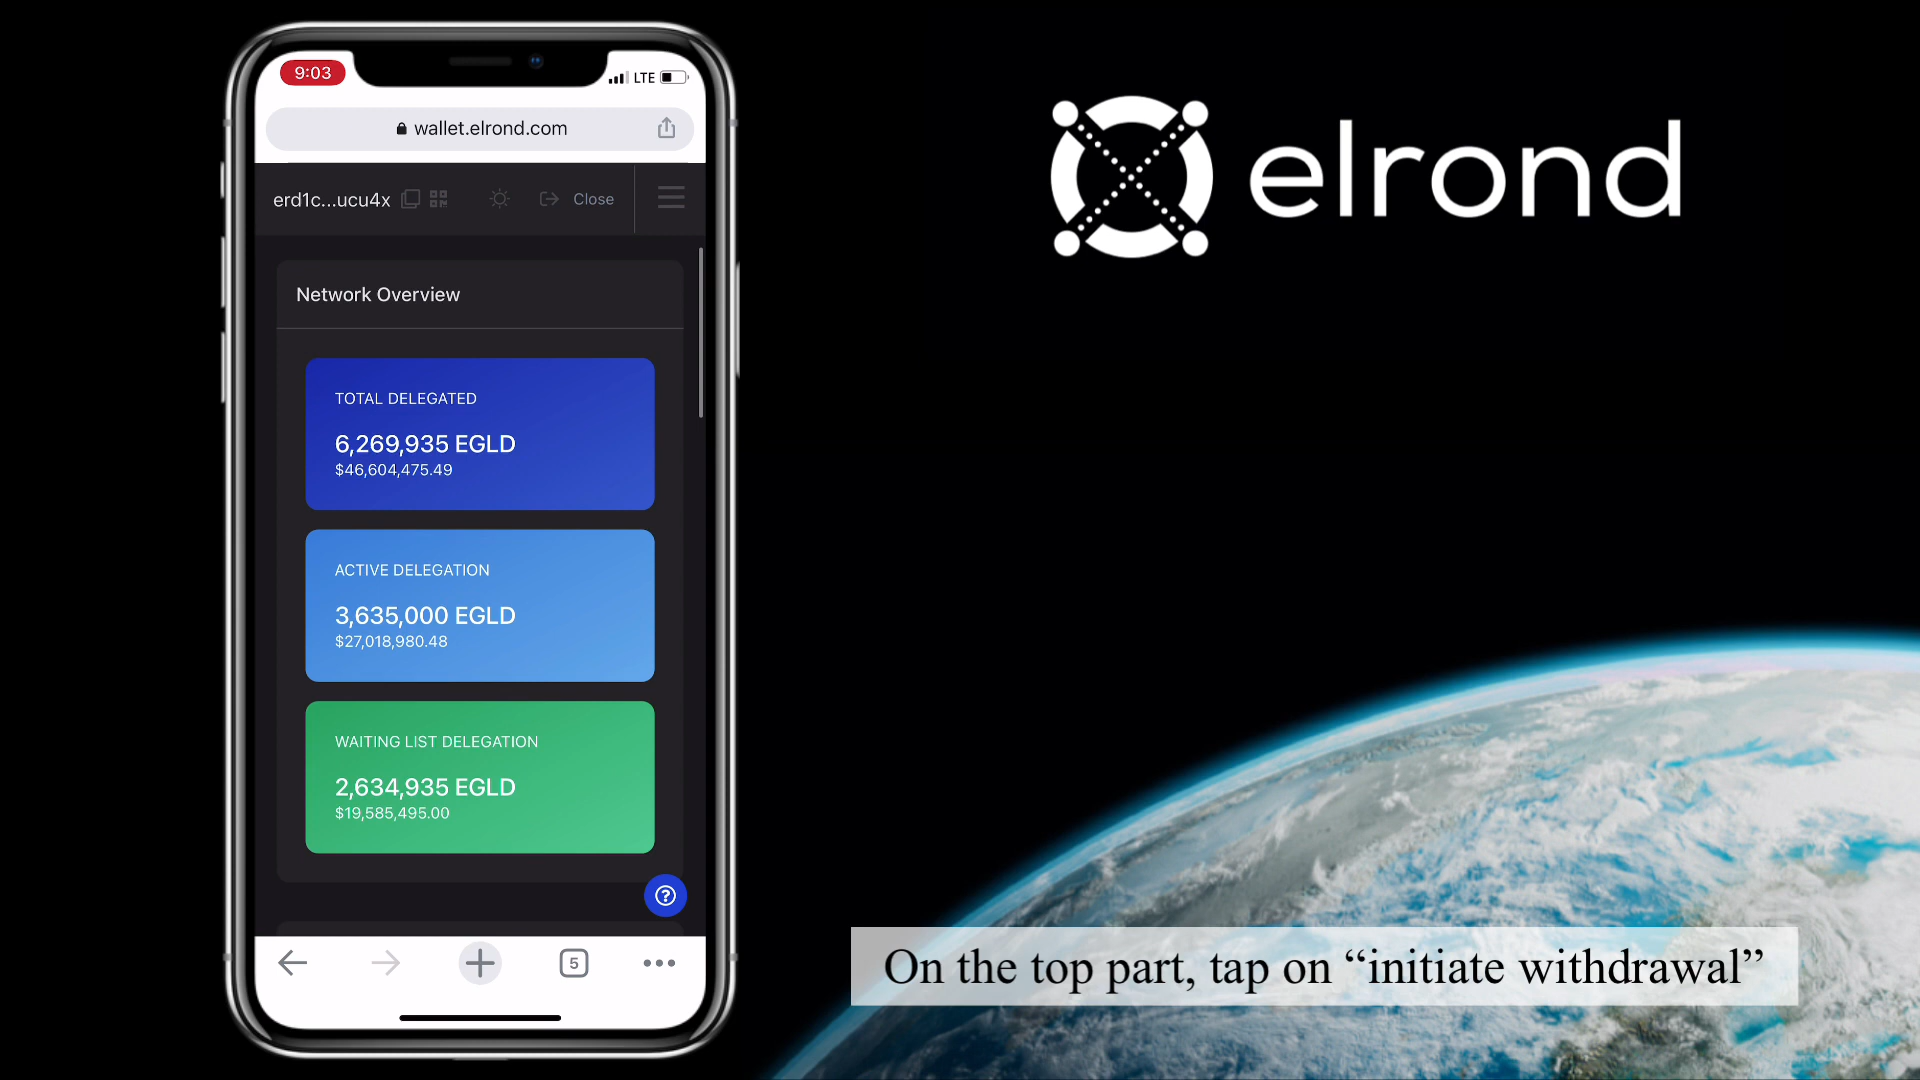 9:03
LTE
wallet.elrond.com
erd1c...ucu4x
Close
Network Overview
TOTAL DELEGATED
6,269,935 EGLD
$46,604,475.49
ACTIVE DELEGATION
3,635,000 EGLD
$27,018,980.48
WAITING LIST DELEGATION
2,634,935 EGLD
$19,585,495.00
5
elrond
On the top part, tap on “initiate withdrawal”